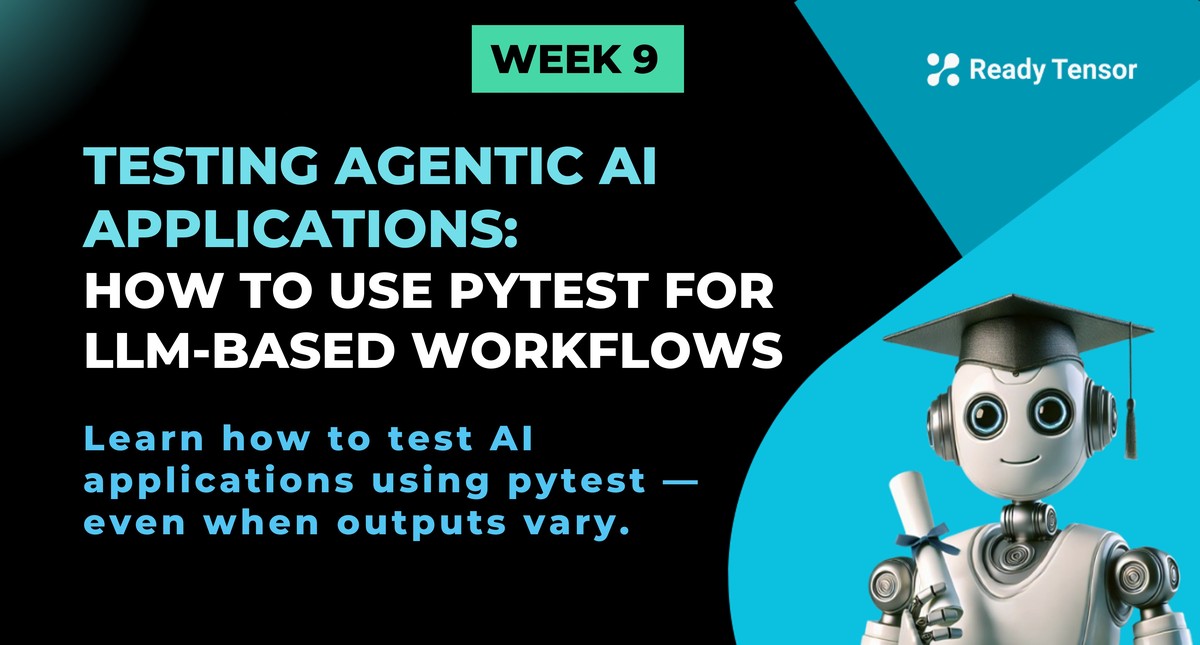 WEEK 9
Ready Tensor
TESTING AGENTIC AI
APPLICATIONS:
HOW TO USE PYTEST FOR
LLM-BASED WORKFLOWS
Learn how to test AI
applications using pytest —
even when outputs vary.